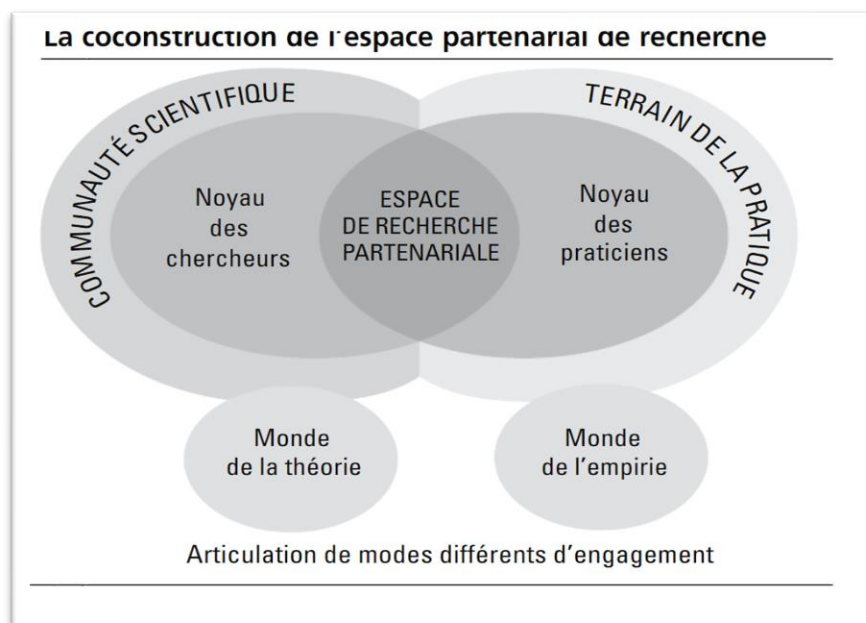 La coconstruction de l'espace partenarial de recherche
COMMUNAUTÉ SCIENTIFIQUE
TERRAIN DE LA PRATIQUE
Noyau
des
chercheurs
ESPACE
DE RECHERCHE
PARTENARIALE
Noyau
des
praticiens
Monde
de la théorie
Monde
de l'empirie
Articulation de modes différents d'engagement